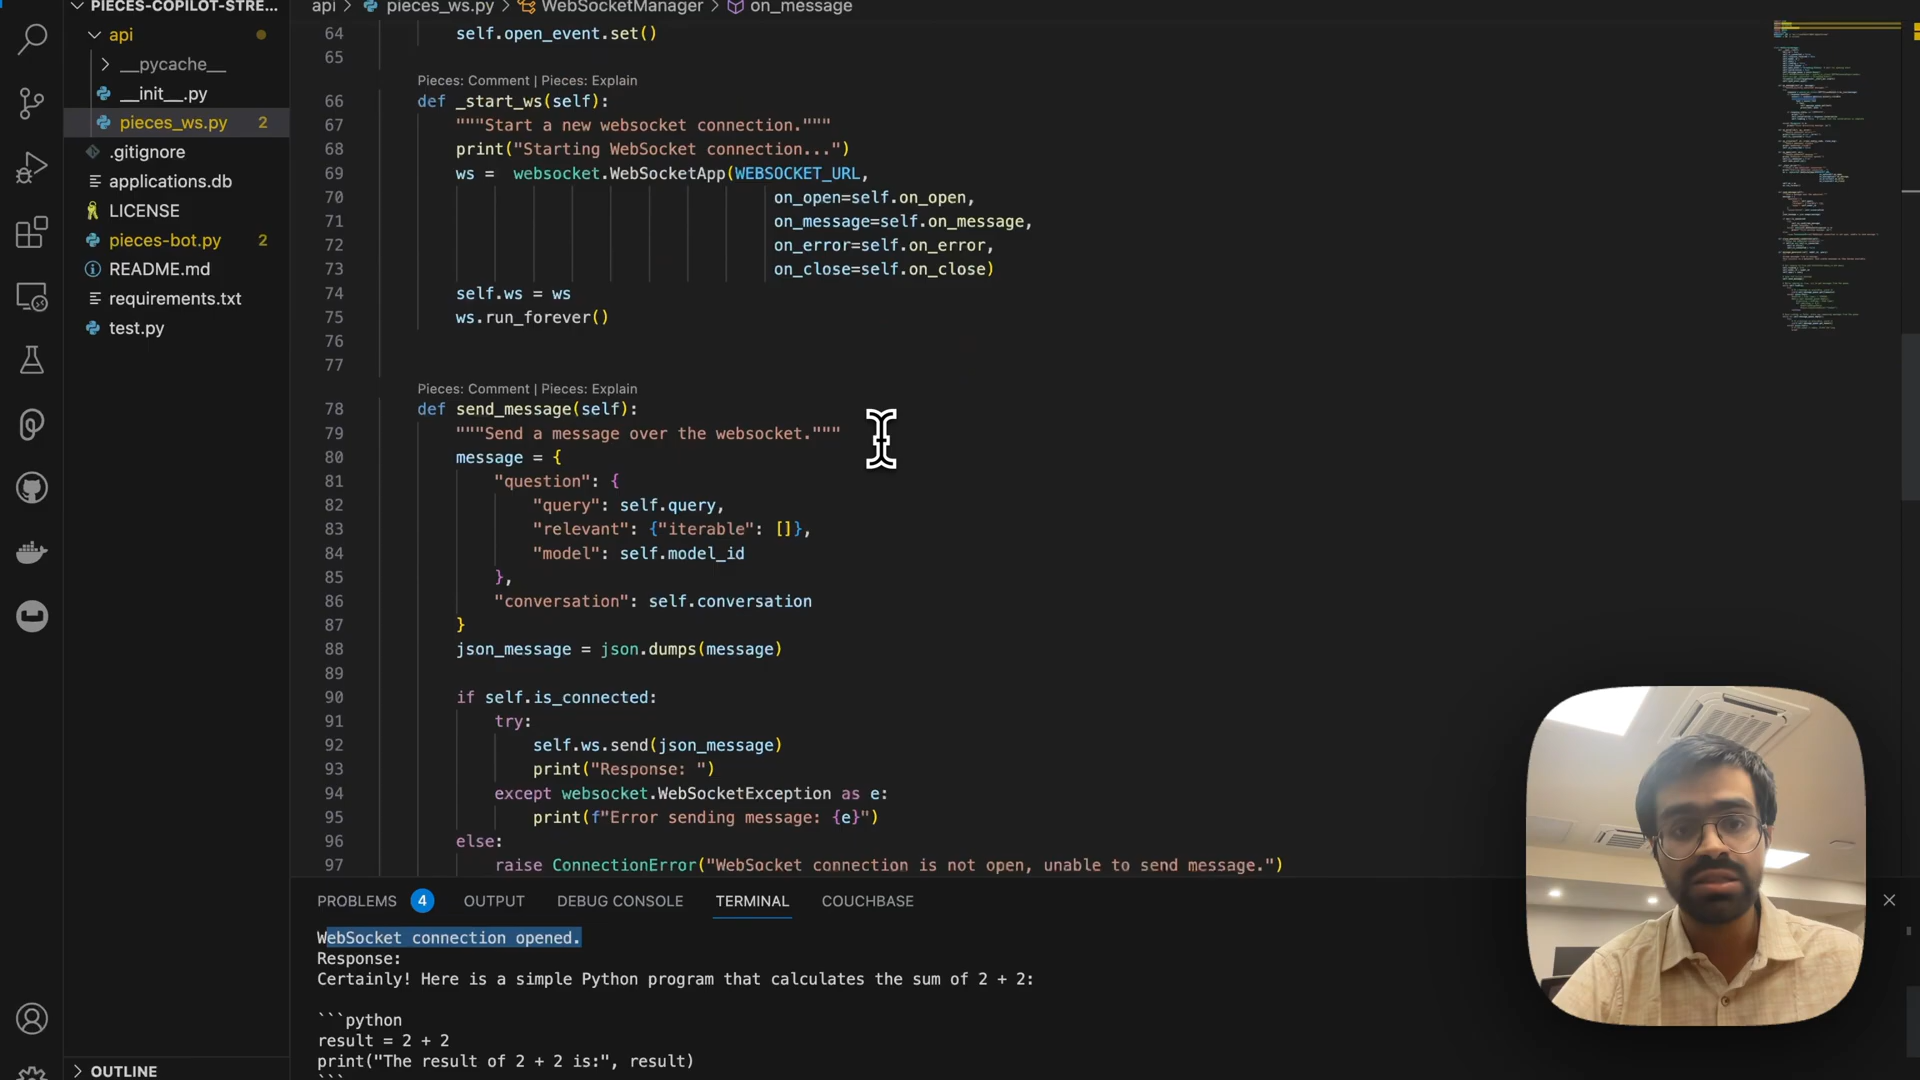 PIECES-COPILOT-STRE...
api
__pycache__
__init__.py
pieces_ws.py 2
.gitignore
applications.db
LICENSE
pieces-bot.py 2
README.md
requirements.txt
test.py
OUTLINE
api > pieces_ws.py > WebSocketManager > on_message
64 self.open_event.set()
65
Pieces: Comment | Pieces: Explain
66 def _start_ws(self):
67 """Start a new websocket connection."""
68 print("Starting WebSocket connection...")
69 ws =  websocket.WebSocketApp(WEBSOCKET_URL,
70 on_open=self.on_open,
71 on_message=self.on_message,
72 on_error=self.on_error,
73 on_close=self.on_close)
74 self.ws = ws
75 ws.run_forever()
76
77
Pieces: Comment | Pieces: Explain
78 def send_message(self):
79 """Send a message over the websocket."""
80 message = {
81 "question": {
82 "query": self.query,
83 "relevant": {"iterable": []},
84 "model": self.model_id
85 },
86 "conversation": self.conversation
87 }
88 json_message = json.dumps(message)
89
90 if self.is_connected:
91 try:
92 self.ws.send(json_message)
93 print("Response: ")
94 except websocket.WebSocketException as e:
95 print(f"Error sending message: {e}")
96 else:
97 raise ConnectionError("WebSocket connection is not open, unable to send message.")
PROBLEMS 4 OUTPUT DEBUG CONSOLE TERMINAL COUCHBASE
WebSocket connection opened.
Response:
Certainly! Here is a simple Python program that calculates the sum of 2 + 2:
```python
result = 2 + 2
print("The result of 2 + 2 is:", result)
```